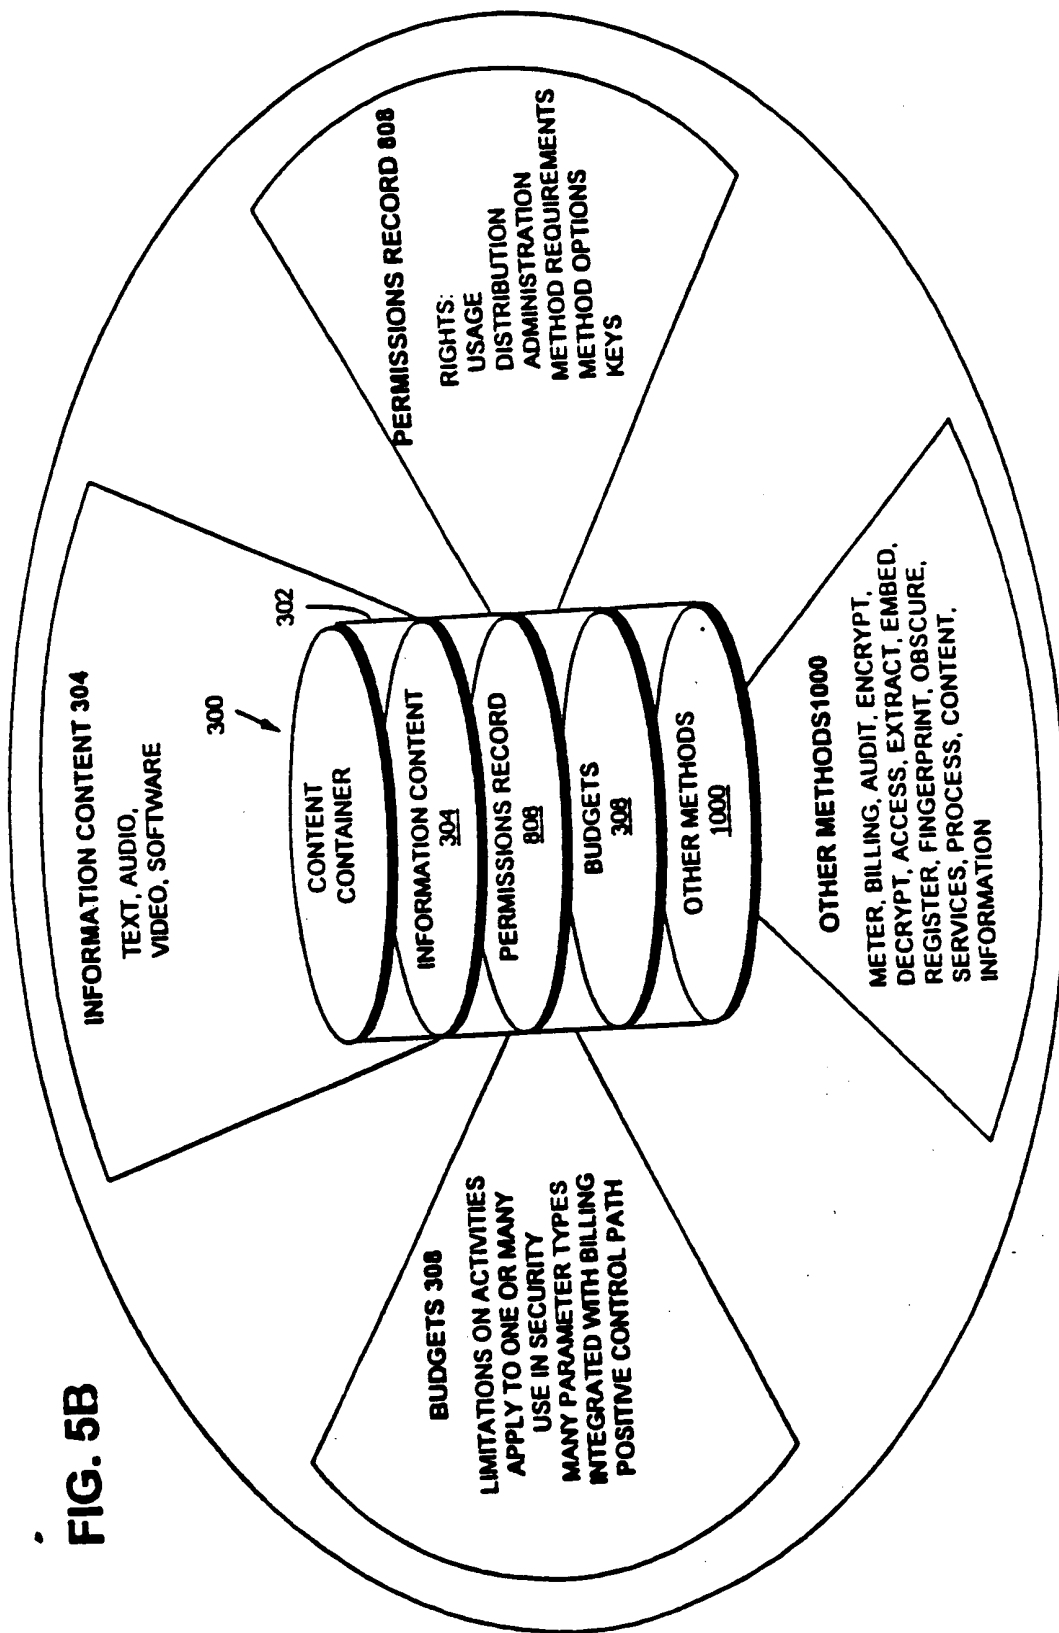 FIG. 5B
INFORMATION CONTENT 304
TEXT, AUDIO,
VIDEO, SOFTWARE
300
302
CONTENT
CONTAINER
INFORMATION CONTENT
304
PERMISSIONS RECORD
808
BUDGETS
308
OTHER METHODS
1000
BUDGETS 308
LIMITATIONS ON ACTIVITIES
APPLY TO ONE OR MANY
USE IN SECURITY
MANY PARAMETER TYPES
INTEGRATED WITH BILLING
POSITIVE CONTROL PATH
PERMISSIONS RECORD 808
RIGHTS:
USAGE
DISTRIBUTION
ADMINISTRATION
METHOD REQUIREMENTS
METHOD OPTIONS
KEYS
OTHER METHODS1000
METER, BILLING, AUDIT, ENCRYPT,
DECRYPT, ACCESS, EXTRACT, EMBED,
REGISTER, FINGERPRINT, OBSCURE,
SERVICES, PROCESS, CONTENT,
INFORMATION